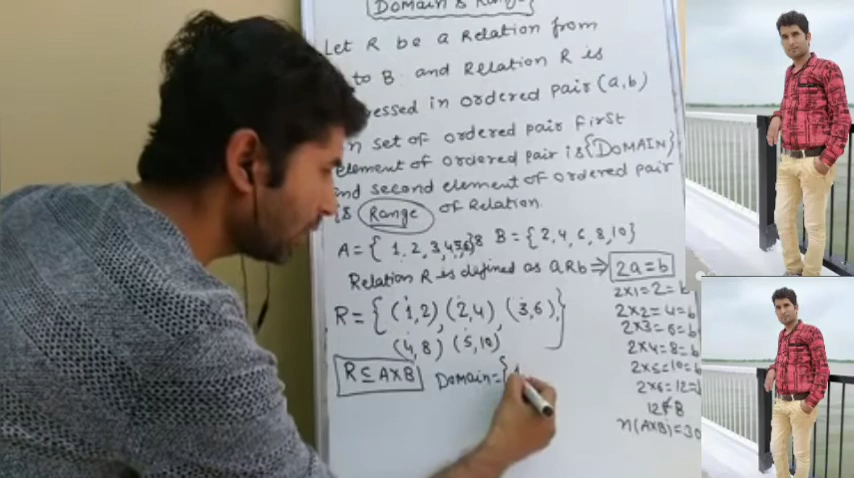 Domain & Range}
Let R be a Relation from
to B and Relation R is
essed in ordered pair (a,b)
n set of ordered pair first
element of ordered pair is {DOMAIN}
and second element of ordered pair
is Range of Relation.
A = { 1, 2, 3, 4, 5, 6} & B = {2, 4, 6, 8, 10}
Relation R is defined as aRb ⇒ 2a = b
R = { (1,2), (2,4), (3,6),
(4,8) (5,10) }
R ⊆ A×B Domain = { 1
2×1=2=b
2×2=4=b
2×3=6=b
2×4=8=b
2×5=10=b
2×6=12=b
12∉B
n(A×B)=30